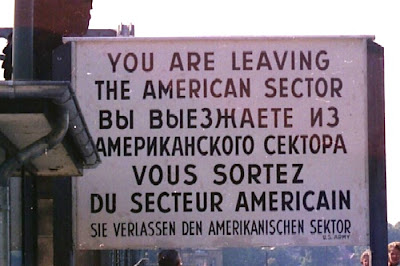 YOU ARE LEAVING
THE AMERICAN SECTOR
ВЫ ВЫЕЗЖАЕТЕ ИЗ
АМЕРИКАНСКОГО СЕКТОРА
VOUS SORTEZ
DU SECTEUR AMERICAIN
SIE VERLASSEN DEN AMERIKANISCHEN SEKTOR
U.S. ARMY